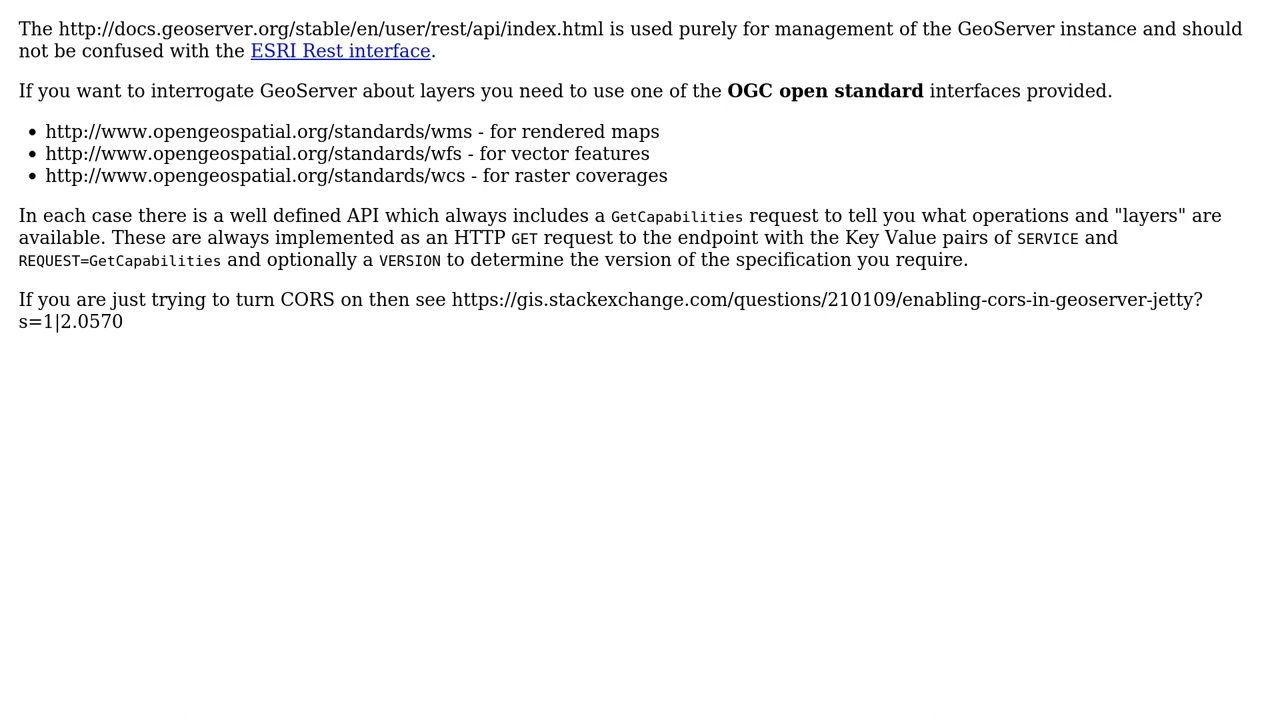 The http://docs.geoserver.org/stable/en/user/rest/api/index.html is used purely for management of the GeoServer instance and should
not be confused with the ESRI Rest interface.
If you want to interrogate GeoServer about layers you need to use one of the OGC open standard interfaces provided.
• http://www.opengeospatial.org/standards/wms - for rendered maps
• http://www.opengeospatial.org/standards/wfs - for vector features
• http://www.opengeospatial.org/standards/wcs - for raster coverages
In each case there is a well defined API which always includes a GetCapabilities request to tell you what operations and "layers" are
available. These are always implemented as an HTTP GET request to the endpoint with the Key Value pairs of SERVICE and
REQUEST=GetCapabilities and optionally a VERSION to determine the version of the specification you require.
If you are just trying to turn CORS on then see https://gis.stackexchange.com/questions/210109/enabling-cors-in-geoserver-jetty?
s=1|2.0570